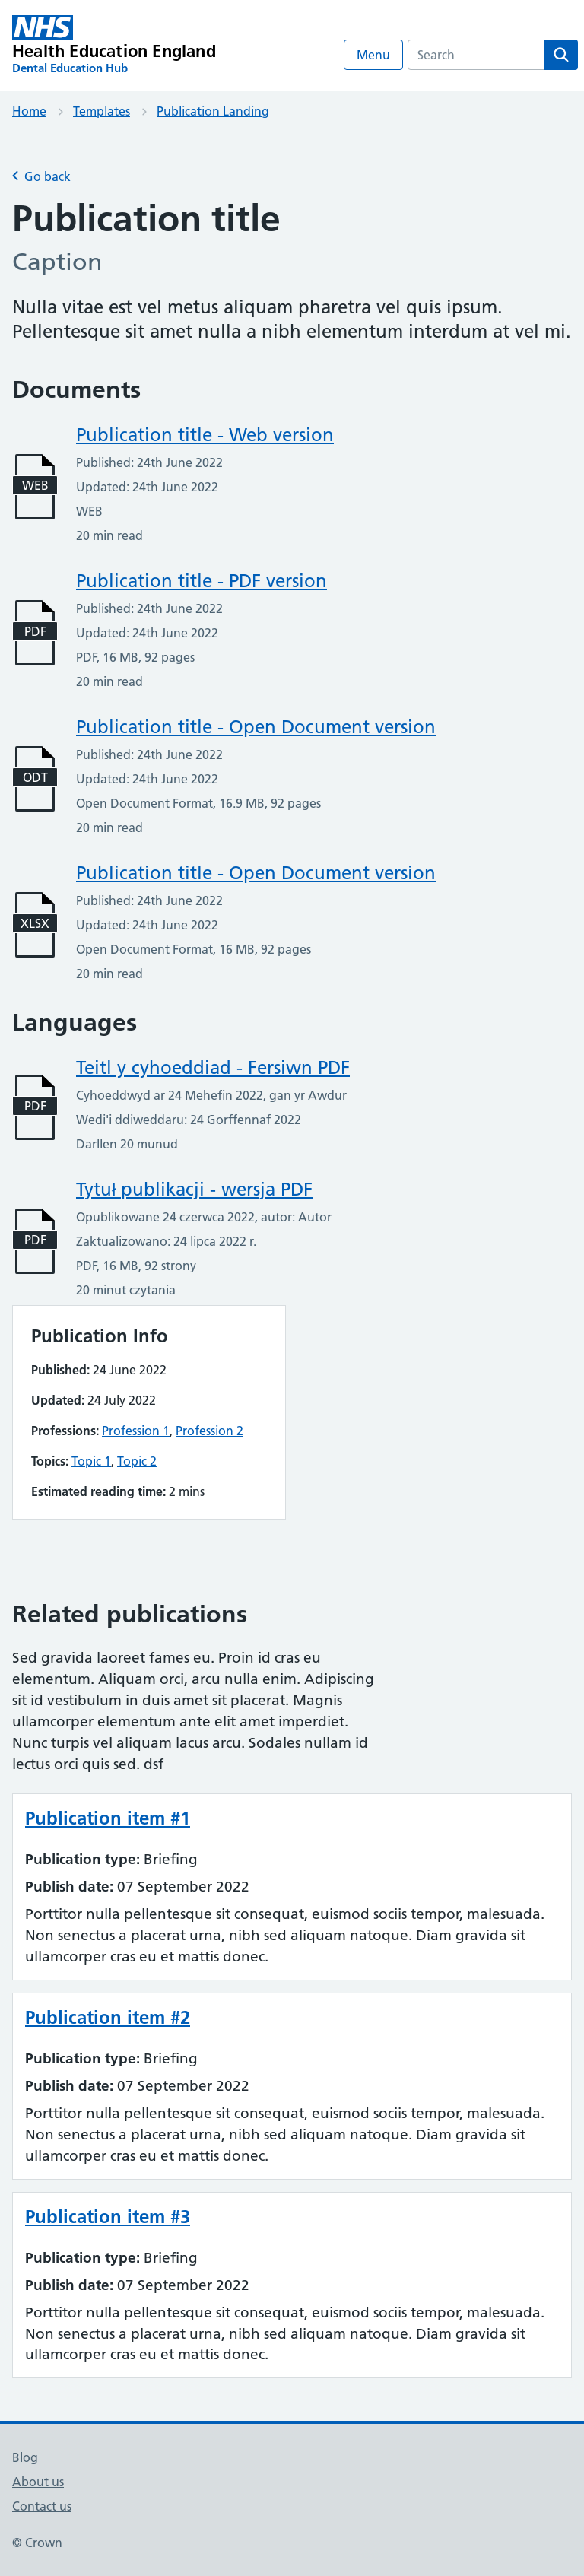 NHS
Health Education England
Dental Education Hub
Menu
Search
Home
Templates
Publication Landing
Go back
Publication title
Caption
Nulla vitae est vel metus aliquam pharetra vel quis ipsum.
Pellentesque sit amet nulla a nibh elementum interdum at vel mi.
Documents
Publication title - Web version
Published: 24th June 2022
WEB
Updated: 24th June 2022
WEB
20 min read
Publication title - PDF version
Published: 24th June 2022
PDF
Updated: 24th June 2022
PDF, 16 MB, 92 pages
20 min read
Publication title - Open Document version
Published: 24th June 2022
ODT
Updated: 24th June 2022
Open Document Format, 16.9 MB, 92 pages
20 min read
Publication title - Open Document version
Published: 24th June 2022
XLSX
Updated: 24th June 2022
Open Document Format, 16 MB, 92 pages
20 min read
Languages
Teitl y cyhoeddiad - Fersiwn PDF
Cyhoeddwyd ar 24 Mehefin 2022, gan yr Awdur
PDF
Wedi'i ddiweddaru: 24 Gorffennaf 2022
Darllen 20 munud
Tytuł publikacji - wersja PDF
Opublikowane 24 czerwca 2022, autor: Autor
PDF
Zaktualizowano: 24 lipca 2022 r.
PDF, 16 MB, 92 strony
20 minut czytania
Publication Info
Published: 24 June 2022
Updated: 24 July 2022
Professions: Profession 1, Profession 2
Topics: Topic 1, Topic 2
Estimated reading time: 2 mins
Related publications
Sed gravida laoreet fames eu. Proin id cras eu
elementum. Aliquam orci, arcu nulla enim. Adipiscing
sit id vestibulum in duis amet sit placerat. Magnis
ullamcorper elementum ante elit amet imperdiet.
Nunc turpis vel aliquam lacus arcu. Sodales nullam id
lectus orci quis sed. dsf
Publication item #1
Publication type: Briefing
Publish date: 07 September 2022
Porttitor nulla pellentesque sit consequat, euismod sociis tempor, malesuada.
Non senectus a placerat urna, nibh sed aliquam natoque. Diam gravida sit
ullamcorper cras eu et mattis donec.
Publication item #2
Publication type: Briefing
Publish date: 07 September 2022
Porttitor nulla pellentesque sit consequat, euismod sociis tempor, malesuada.
Non senectus a placerat urna, nibh sed aliquam natoque. Diam gravida sit
ullamcorper cras eu et mattis donec.
Publication item #3
Publication type: Briefing
Publish date: 07 September 2022
Porttitor nulla pellentesque sit consequat, euismod sociis tempor, malesuada.
Non senectus a placerat urna, nibh sed aliquam natoque. Diam gravida sit
ullamcorper cras eu et mattis donec.
Blog
About us
Contact us
© Crown